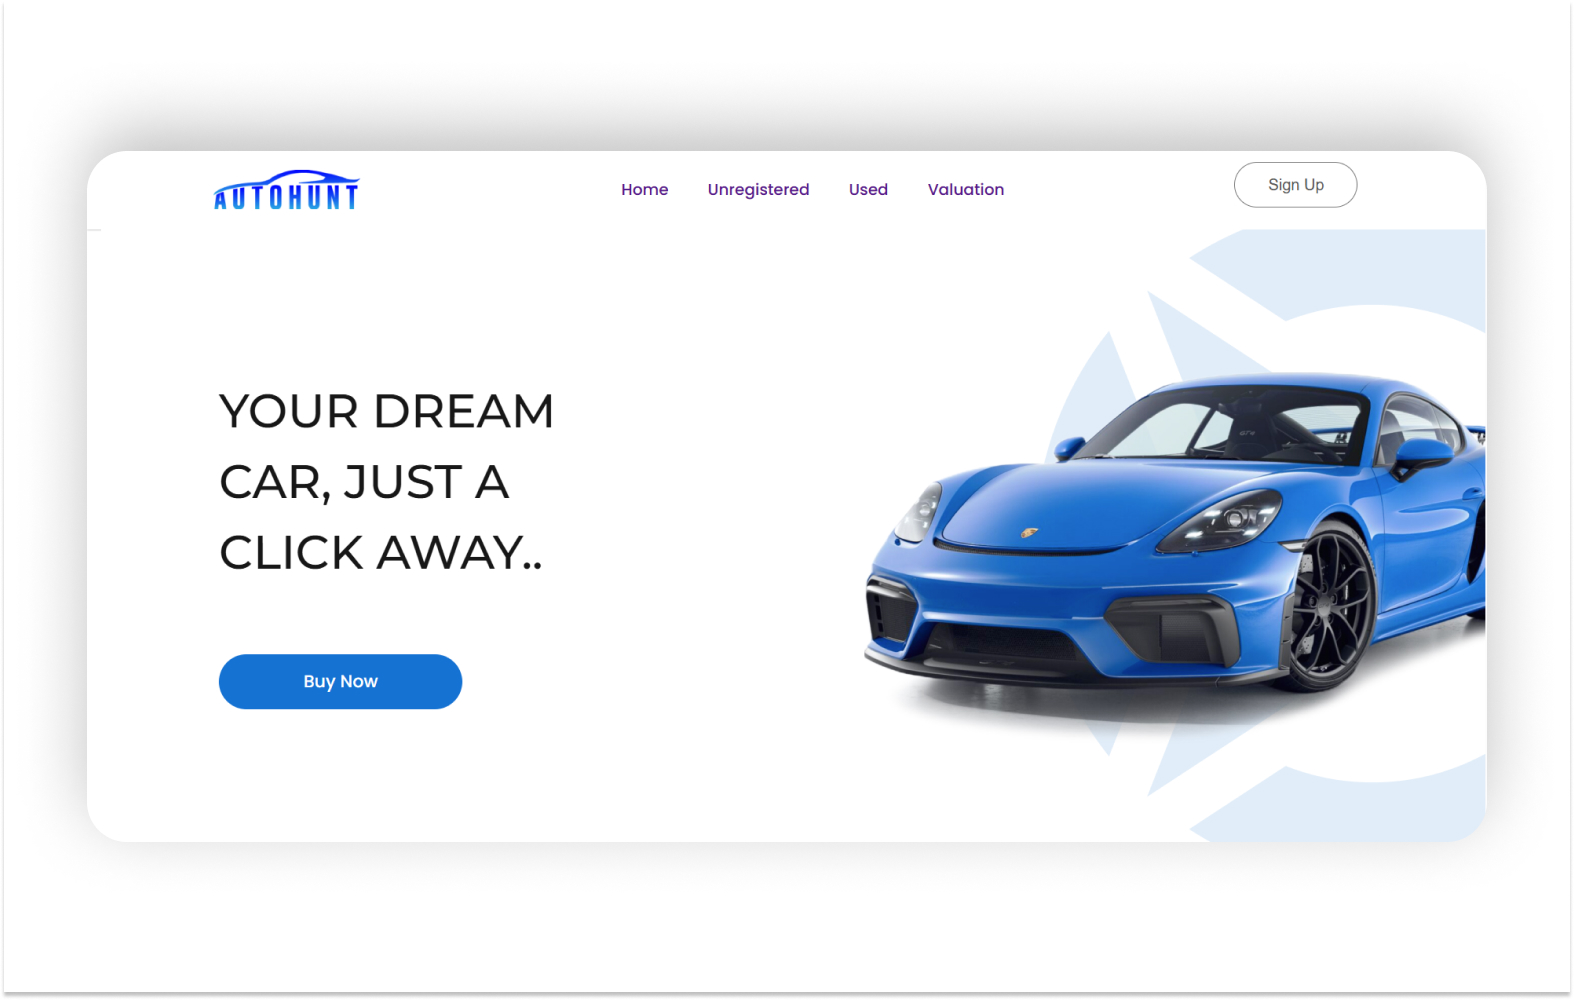 AUTOHUNT
Home Unregistered Used Valuation
Sign Up
YOUR DREAM
CAR, JUST A
CLICK AWAY..
Buy Now